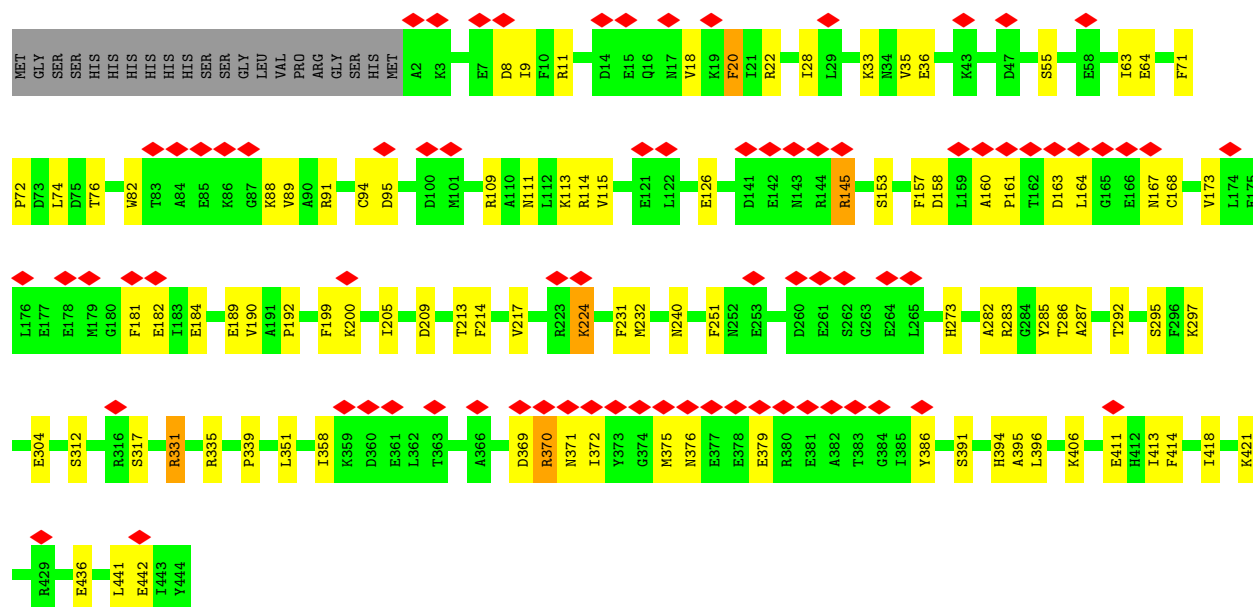 MET GLY SER SER HIS HIS HIS HIS HIS HIS SER SER GLY LEU VAL PRO ARG GLY SER HIS MET A2 K3 E7 D8 I9 F10 R11 D14 E15 Q16 N17 V18 K19 F20 I21 R22 I28 L29 K33 N34 V35 E36 K43 D47 S55 E58 I63 E64 F71
P72 D73 L74 D75 T76 W82 T83 A84 E85 K86 G87 K88 V89 A90 R91 C94 D95 D100 M101 R109 A110 N111 L112 K113 R114 V115 E121 L122 E126 D141 E142 N143 R144 R145 S153 F157 D158 L159 A160 P161 T162 D163 L164 G165 E166 N167 C168 V173 L174 E175
L176 E177 E178 M179 G180 F181 E182 I183 E184 E189 V190 A191 P192 F199 K200 I205 D209 T213 F214 V217 R223 K224 F231 M232 N240 F251 N252 E253 D260 E261 S262 G263 E264 L265 H273 A282 R283 G284 Y285 T286 A287 T292 S295 F296 K297
E304 S312 R316 S317 R331 R335 P339 L351 I358 K359 D360 E361 L362 T363 A366 D369 R370 N371 I372 Y373 G374 M375 N376 E377 E378 E379 R380 E381 A382 T383 G384 I385 Y386 S391 H394 A395 L396 K406 E411 H412 I413 F414 I418 K421
R429 E436 L441 E442 I443 Y444